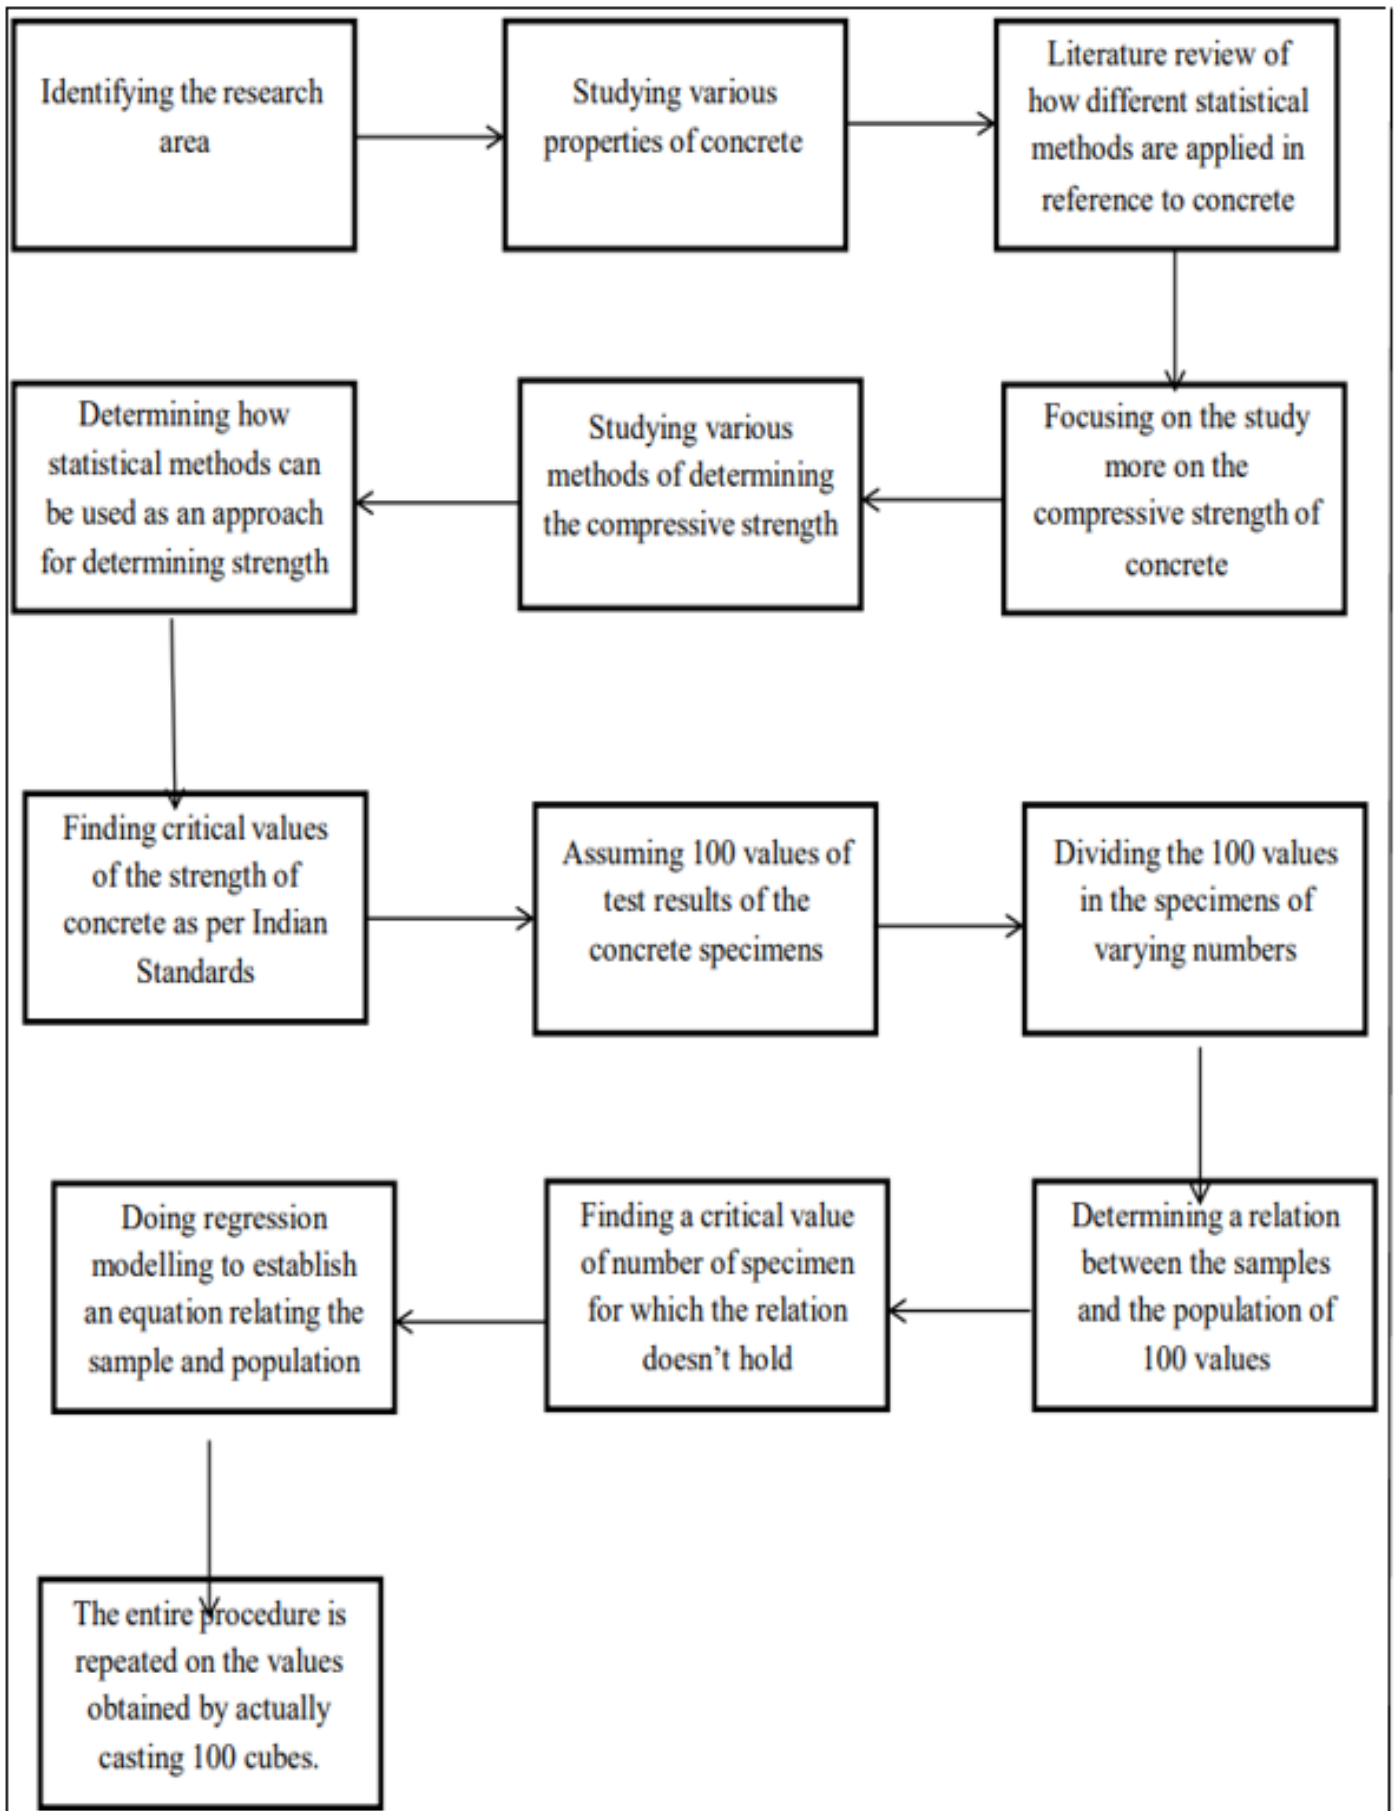 Identifying the research
area
Studying various
properties of concrete
Literature review of
how different statistical
methods are applied in
reference to concrete
Focusing on the study
more on the
compressive strength of
concrete
Studying various
methods of determining
the compressive strength
Determining how
statistical methods can
be used as an approach
for determining strength
Finding critical values
of the strength of
concrete as per Indian
Standards
Assuming 100 values of
test results of the
concrete specimens
Dividing the 100 values
in the specimens of
varying numbers
Determining a relation
between the samples
and the population of
100 values
Finding a critical value
of number of specimen
for which the relation
doesn't hold
Doing regression
modelling to establish
an equation relating the
sample and population
The entire procedure is
repeated on the values
obtained by actually
casting 100 cubes.